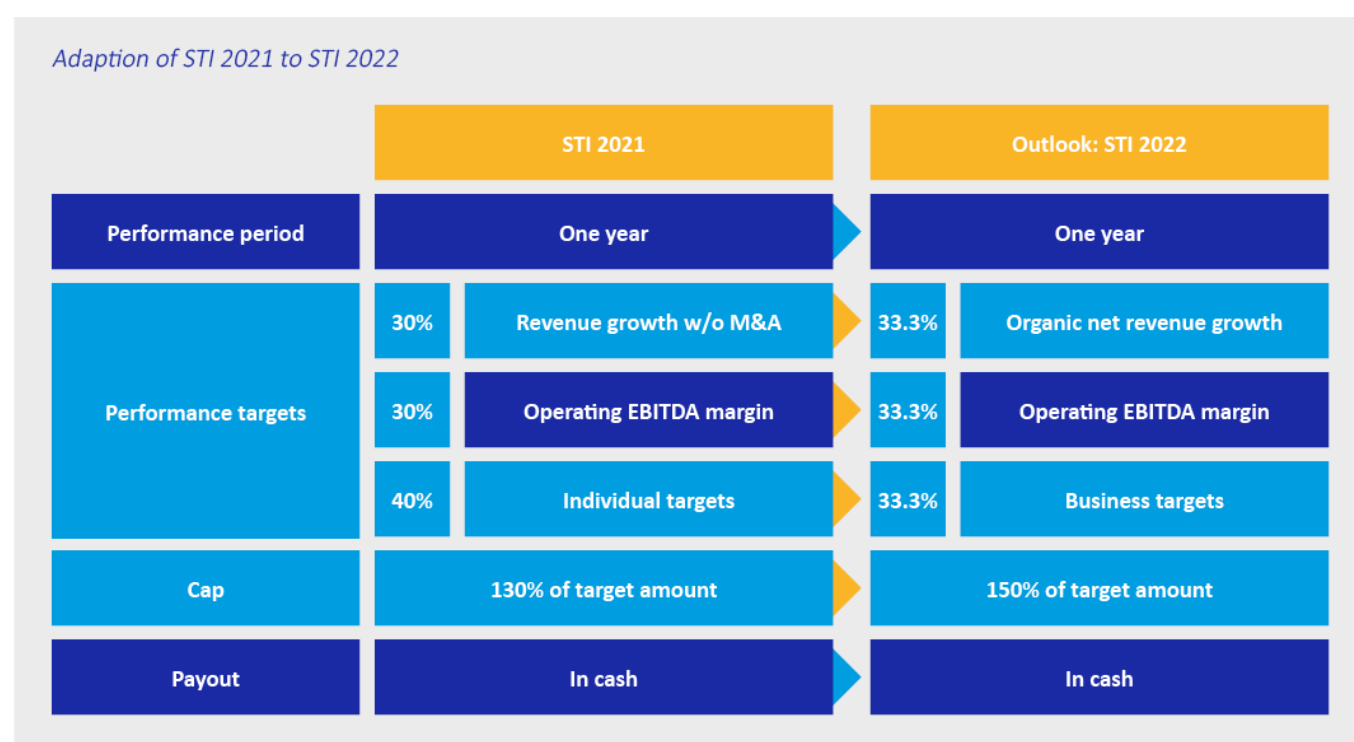 Adaption of STI 2021 to STI 2022
STI 2021
Outlook: STI 2022
Performance period
One year
One year
Performance targets
30%
Revenue growth w/o M&A
33.3%
Organic net revenue growth
30%
Operating EBITDA margin
33.3%
Operating EBITDA margin
40%
Individual targets
33.3%
Business targets
Cap
130% of target amount
150% of target amount
Payout
In cash
In cash